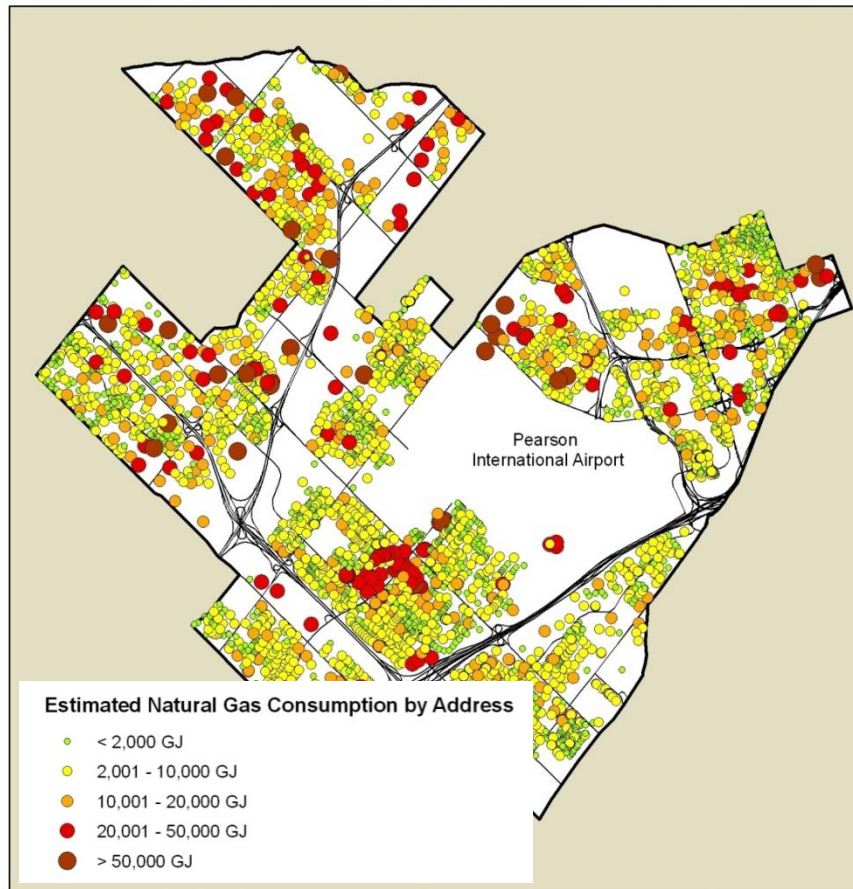 Pearson
International Airport
Estimated Natural Gas Consumption by Address
< 2,000 GJ
2,001 - 10,000 GJ
10,001 - 20,000 GJ
20,001 - 50,000 GJ
> 50,000 GJ